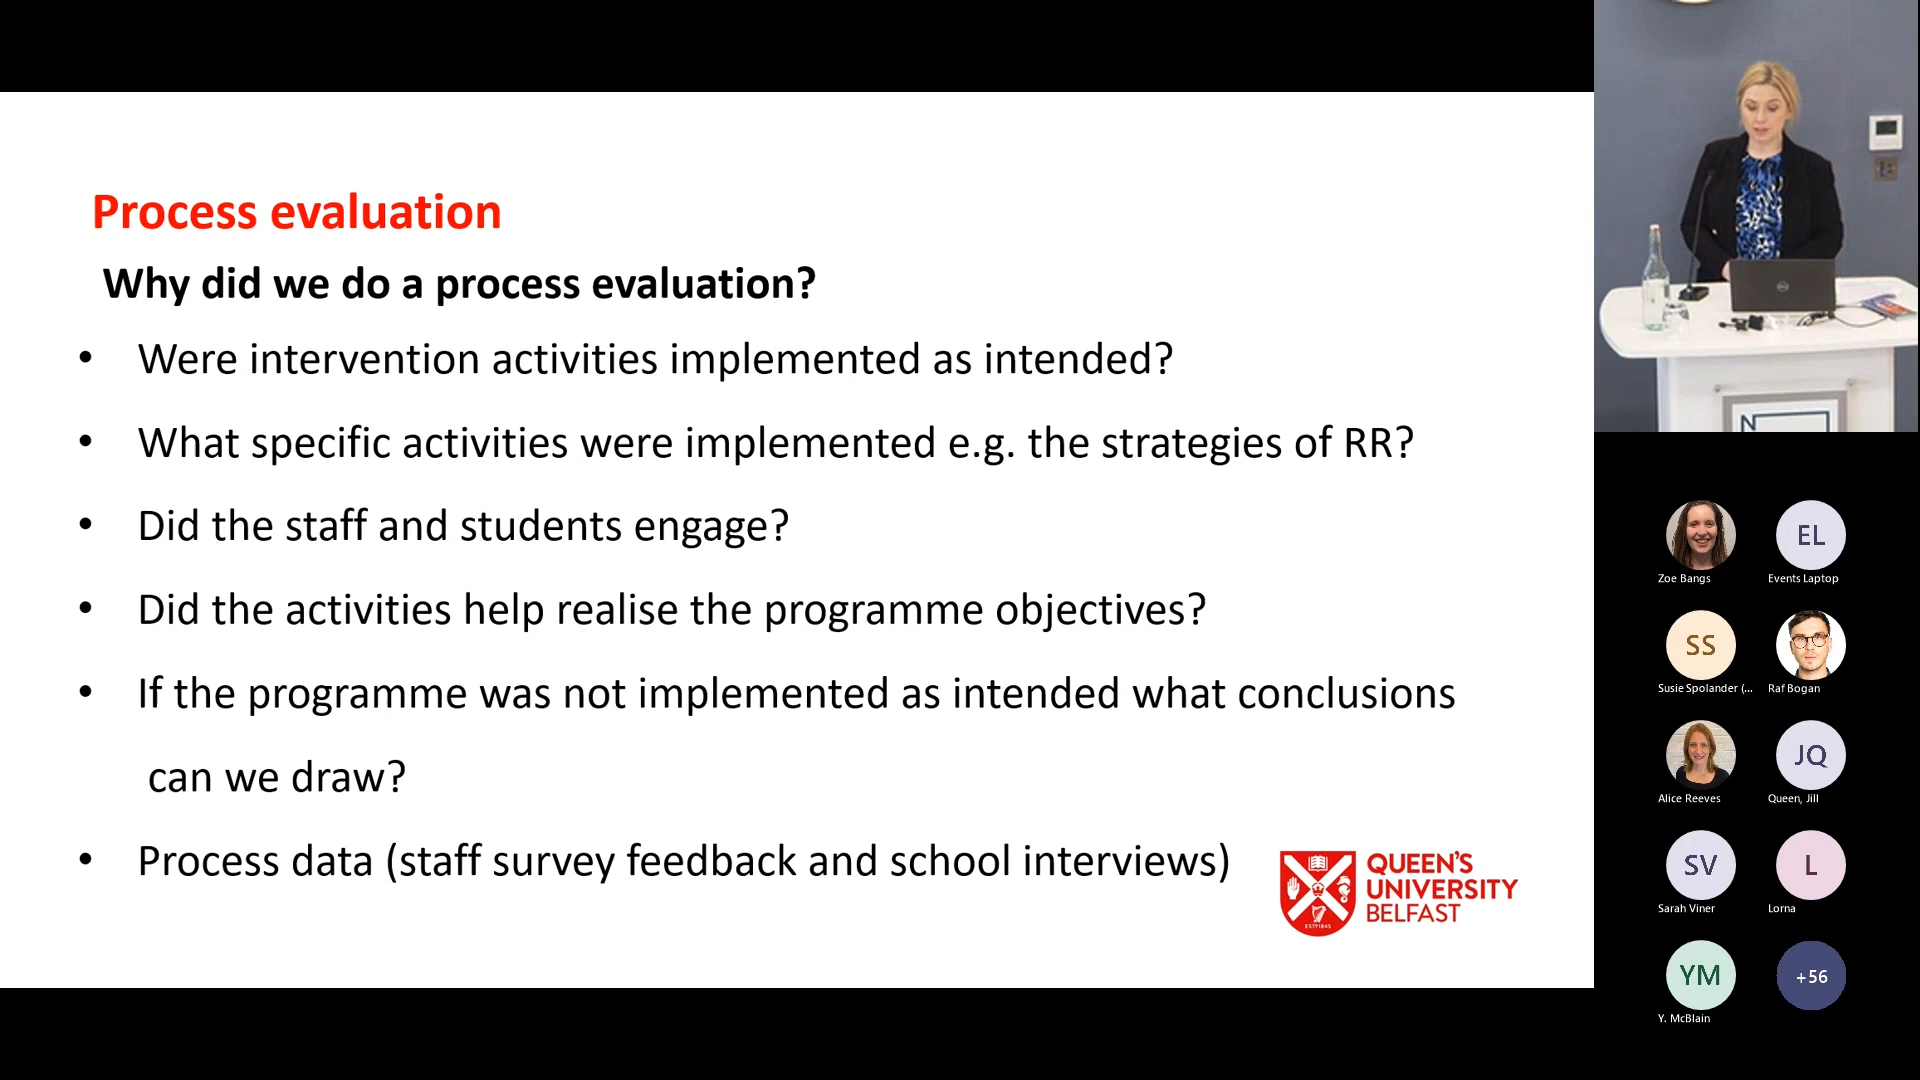 Process evaluation
Why did we do a process evaluation?
• Were intervention activities implemented as intended?
• What specific activities were implemented e.g. the strategies of RR?
• Did the staff and students engage?
• Did the activities help realise the programme objectives?
• If the programme was not implemented as intended what conclusions
can we draw?
• Process data (staff survey feedback and school interviews)
QUEEN'S
UNIVERSITY
BELFAST
ESTD1845
DELL
N
Zoe Bangs
EL
Events Laptop
SS
Susie Spolander (...
Raf Bogan
Alice Reeves
JQ
Queen, Jill
SV
Sarah Viner
L
Lorna
YM
Y. McBlain
+56